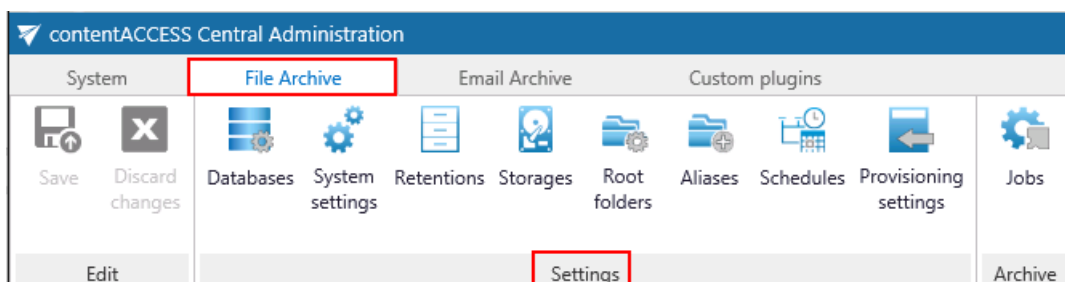 contentACCESS Central Administration
System File Archive Email Archive Custom plugins
Save Discard changes Databases System settings Retentions Storages Root folders Aliases Schedules Provisioning settings Jobs
Edit Settings Archive